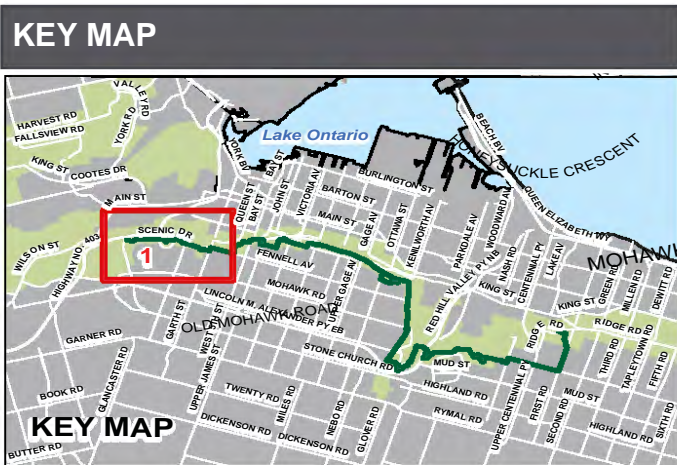 KEY MAP
VALLEY RD
HARVEST RD
FALLSVIEW RD
YORK RD
KING ST
COOTES DR
MAIN ST
YORK BV
Lake Ontario
BEACH BV
HONEYSUCKLE CRESCENT
QUEEN ELIZABETH WY
QUEEN ST
BAY ST
BAY ST
JOHN ST
VICTORIA AV
BURLINGTON ST
BARTON ST
MAIN ST
GAGE AV
OTTAWA ST
KENILWORTH AV
PARKDALE AV
WOODWARD AV
NASH RD
CENTENNIAL PY
LAKE AV
MOHAWK
WILSON ST
HIGHWAY NO. 403
SCENIC DR
1
FENNELL AV
MOHAWK RD
UPPER GAGE AV
RED HILL VALLEY PY NB
KING ST
KING ST
GREEN RD
MILLEN RD
DEWITT RD
LINCOLN M. ALEXANDER PY EB
OLD MOHAWK ROAD
RIDGE RD
RIDGE RD
GARTH ST
WEST 5TH ST
UPPER JAMES ST
GARNER RD
STONE CHURCH RD
MUD ST
THIRD RD
TAPLEYTOWN RD
FIFTH RD
GLANCASTER RD
BOOK RD
TWENTY RD
MILES RD
NEBO RD
GLOVER RD
HIGHLAND RD
RYMAL RD
UPPER CENTENNIAL PY
FIRST RD
SECOND RD
MUD ST
HIGHLAND RD
SIXTH RD
DICKENSON RD
DICKENSON RD
KEY MAP
BUTTER RD